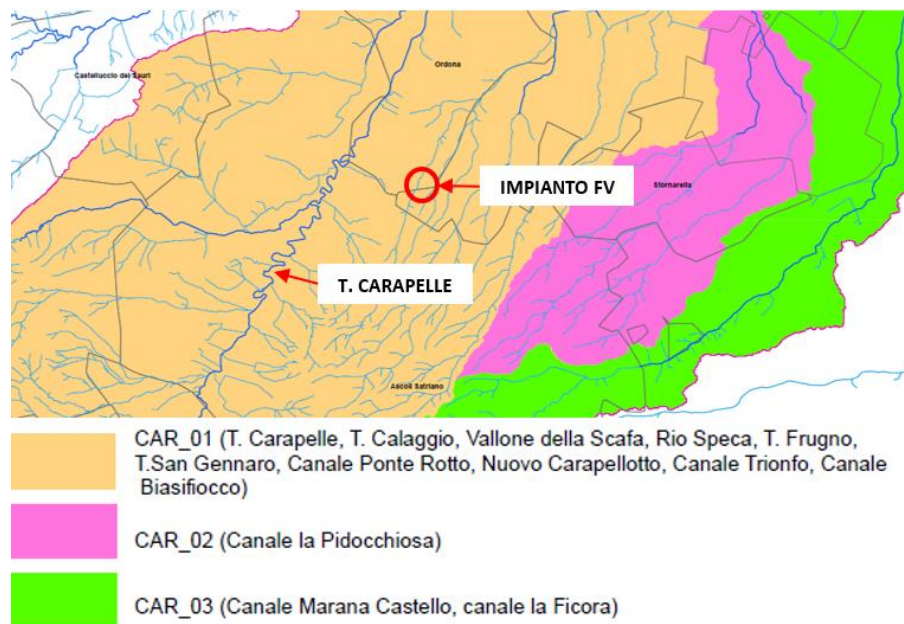 Castelluccio dei Sauri
Ordona
IMPIANTO FV
Stornarella
T. CARAPELLE
Ascoli Satriano
CAR_01 (T. Carapelle, T. Calaggio, Vallone della Scafa, Rio Speca, T. Frugno,
T.San Gennaro, Canale Ponte Rotto, Nuovo Carapellotto, Canale Trionfo, Canale
Biasifiocco)
CAR_02 (Canale la Pidocchiosa)
CAR_03 (Canale Marana Castello, canale la Ficora)